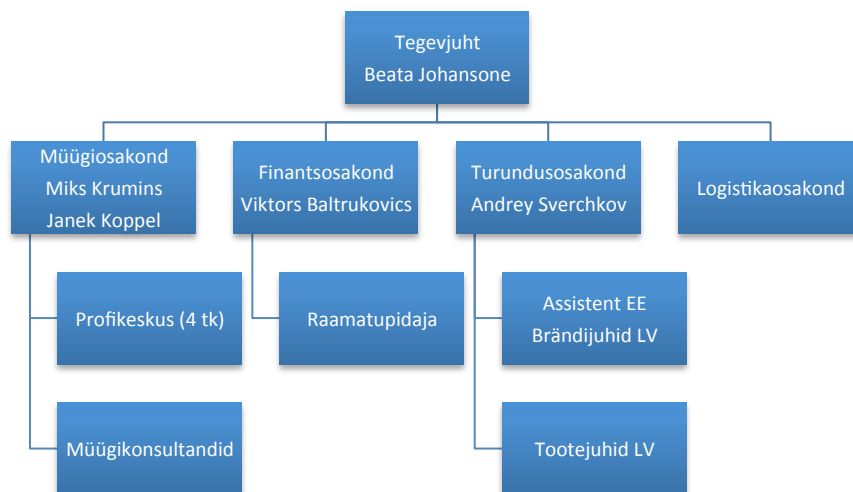 Tegevjuht
Beata Johansone
Müügiosakond
Miks Krumins
Janek Koppel
Finantsosakond
Viktors Baltrukovics
Turundusosakond
Andrey Sverchkov
Logistikaosakond
Profikeskus (4 tk)
Raamatupidaja
Assistent EE
Brändijuhid LV
Müügikonsultandid
Tootejuhid LV